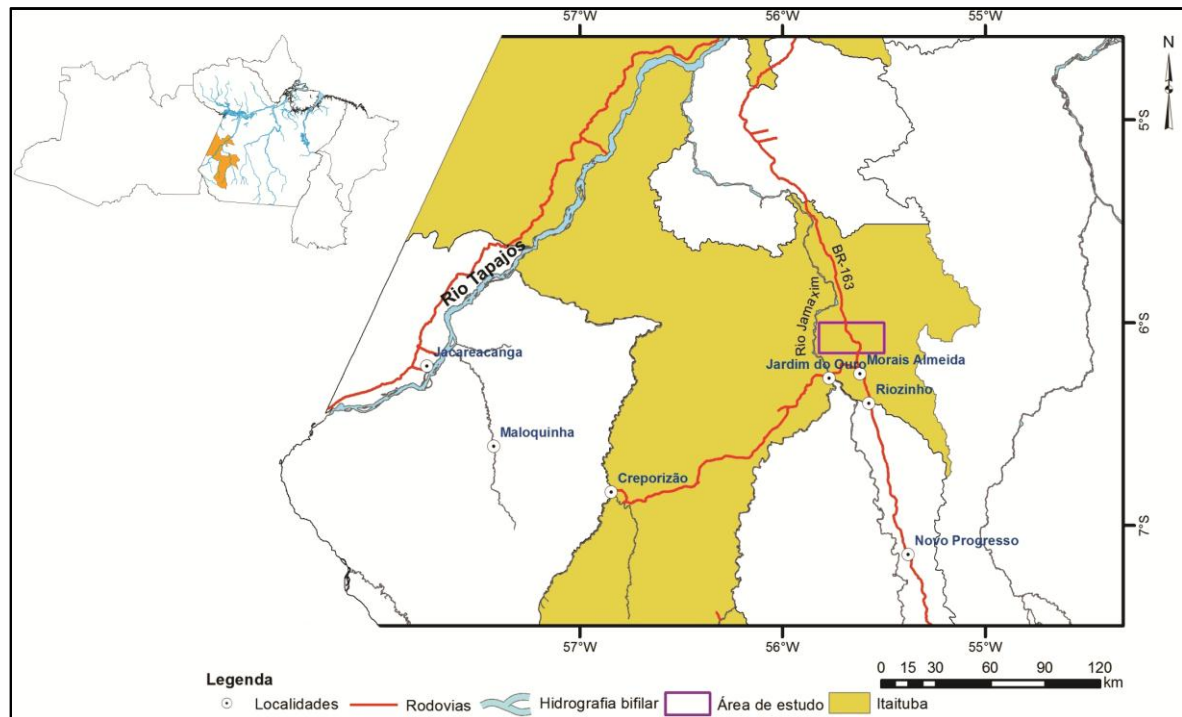 57°W 56°W 55°W
N
5°S
Rio Tapajos
BR-163
Rio Jamaxim
6°S
Jacareacanga
Jardim do Ouro
Morais Almeida
Riozinho
Maloquinha
Creporizão
7°S
Novo Progresso
57°W 56°W 55°W
Legenda
Localidades Rodovias Hidrografia bifilar Área de estudo Itaituba
0 15 30 60 90 120
km